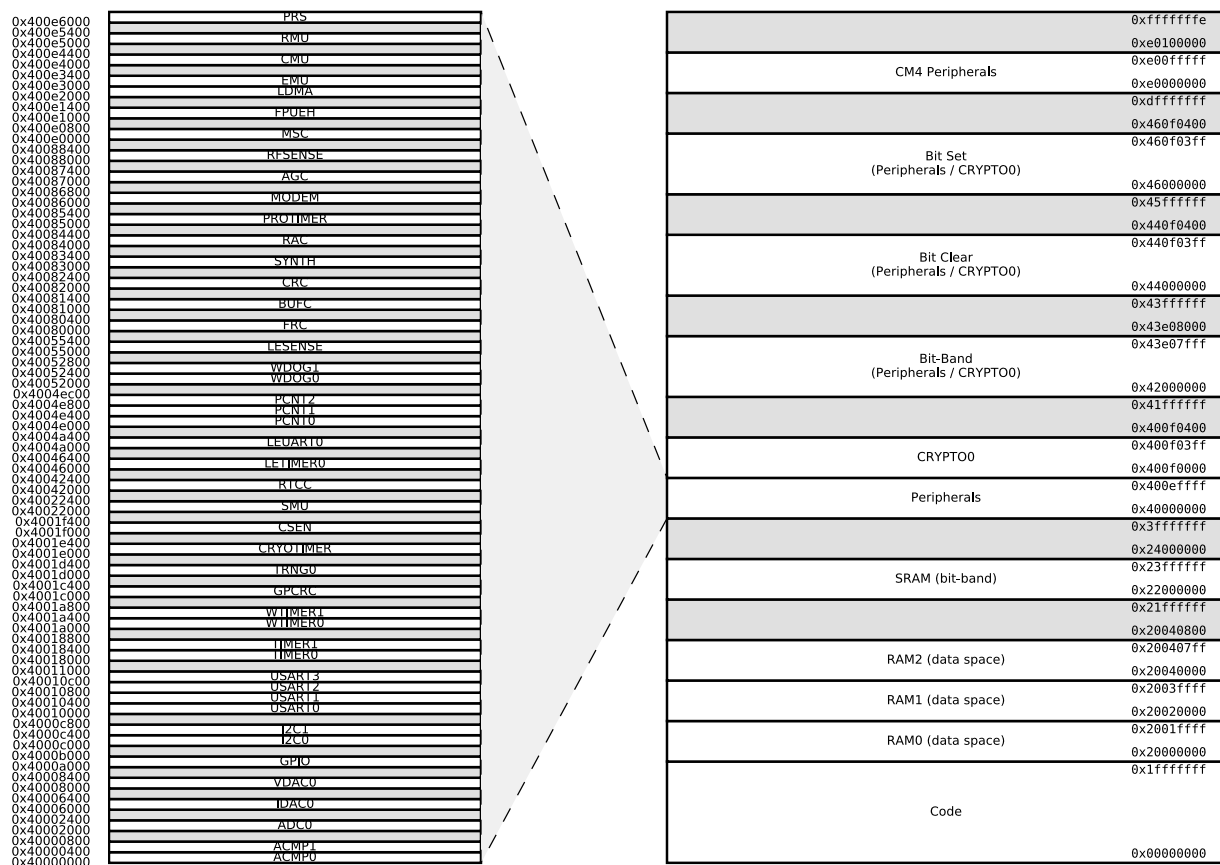 0x400e6000
0x400e5400
0x400e5000
0x400e4400
0x400e4000
0x400e3400
0x400e3000
0x400e2000
0x400e1400
0x400e1000
0x400e0800
0x400e0000
0x40088400
0x40088000
0x40087400
0x40087000
0x40086800
0x40086000
0x40085400
0x40085000
0x40084400
0x40084000
0x40083400
0x40083000
0x40082400
0x40082000
0x40081400
0x40081000
0x40080400
0x40080000
0x40055400
0x40055000
0x40052800
0x40052400
0x40052000
0x4004ec00
0x4004e800
0x4004e400
0x4004e000
0x4004a400
0x4004a000
0x40046400
0x40046000
0x40042400
0x40042000
0x40022400
0x40022000
0x4001f400
0x4001f000
0x4001e400
0x4001e000
0x4001d400
0x4001d000
0x4001c400
0x4001c000
0x4001a800
0x4001a400
0x4001a000
0x40018800
0x40018400
0x40018000
0x40011000
0x40010c00
0x40010800
0x40010400
0x40010000
0x4000c800
0x4000c400
0x4000c000
0x4000b000
0x4000a000
0x40008400
0x40008000
0x40006400
0x40006000
0x40002400
0x40002000
0x40000800
0x40000400
0x40000000
PRS
RMU
CMU
EMU
LDMA
FPUEH
MSC
RFSENSE
AGC
MODEM
PROTIMER
RAC
SYNTH
CRC
BUFC
FRC
LESENSE
WDOG1
WDOG0
PCNT2
PCNT1
PCNT0
LEUART0
LETIMER0
RTCC
SMU
CSEN
CRYOTIMER
TRNG0
GPCRC
WTIMER1
WTIMER0
TIMER1
TIMER0
USART3
USART2
USART1
USART0
I2C1
I2C0
GPIO
VDAC0
IDAC0
ADC0
ACMP1
ACMP0
0xfffffffe
0xe0100000
0xe00fffff
CM4 Peripherals
0xe0000000
0xdfffffff
0x460f0400
0x460f03ff
Bit Set
(Peripherals / CRYPTO0)
0x46000000
0x45ffffff
0x440f0400
0x440f03ff
Bit Clear
(Peripherals / CRYPTO0)
0x44000000
0x43ffffff
0x43e08000
0x43e07fff
Bit-Band
(Peripherals / CRYPTO0)
0x42000000
0x41ffffff
0x400f0400
0x400f03ff
CRYPTO0
0x400f0000
0x400effff
Peripherals
0x40000000
0x3fffffff
0x24000000
0x23ffffff
SRAM (bit-band)
0x22000000
0x21ffffff
0x20040800
0x200407ff
RAM2 (data space)
0x20040000
0x2003ffff
RAM1 (data space)
0x20020000
0x2001ffff
RAM0 (data space)
0x20000000
0x1fffffff
Code
0x00000000